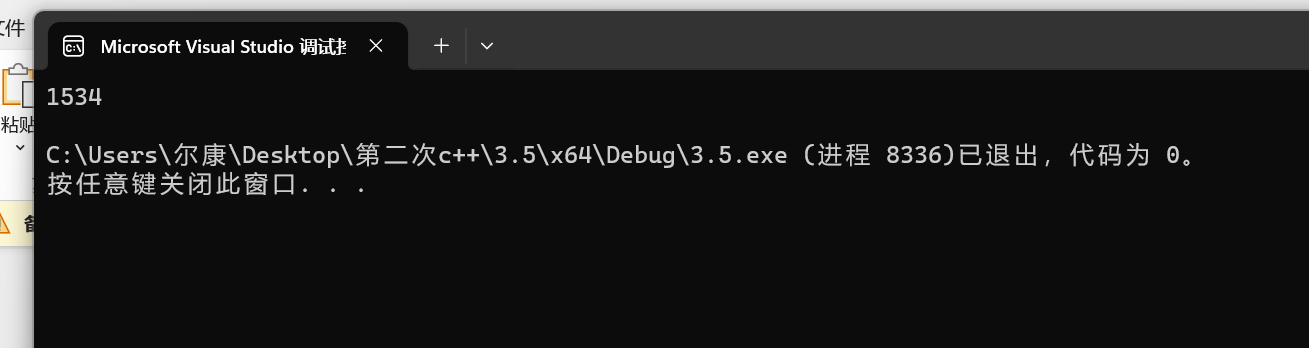 文件
Microsoft Visual Studio 调试控
粘贴
1534
C:\Users\尔康\Desktop\第二次c++\3.5\x64\Debug\3.5.exe (进程 8336)已退出，代码为 0。
按任意键关闭此窗口. . .